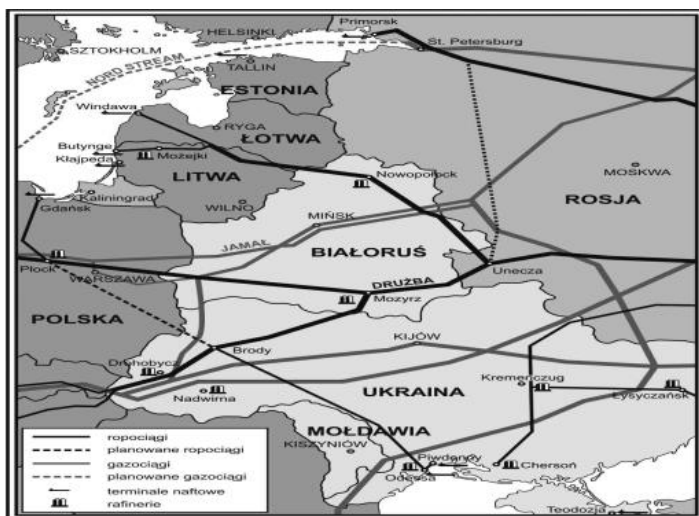 HELSINKI
Primorsk
SZTOKHOLM
St. Petersburg
NORD STREAM
TALLIN
ESTONIA
Windawa
RYGA
ŁOTWA
Butynge
Możejki
Kłajpeda
LITWA
Nowopołock
MOSKWA
Kaliningrad
WILNO
ROSJA
Gdańsk
MIŃSK
JAMAŁ
BIAŁORUŚ
Płock
WARSZAWA
DRUŻBA
Unecza
Mozyrz
POLSKA
KIJÓW
Brody
Drohobycz
Kremeńczug
Nadwirna
UKRAINA
Łysyczańsk
MOŁDAWIA
KISZYNIÓW
Piwdenny
Chersoń
Odessa
Teodozja
ropociągi
planowane ropociągi
gazociągi
planowane gazociągi
terminale naftowe
rafinerie